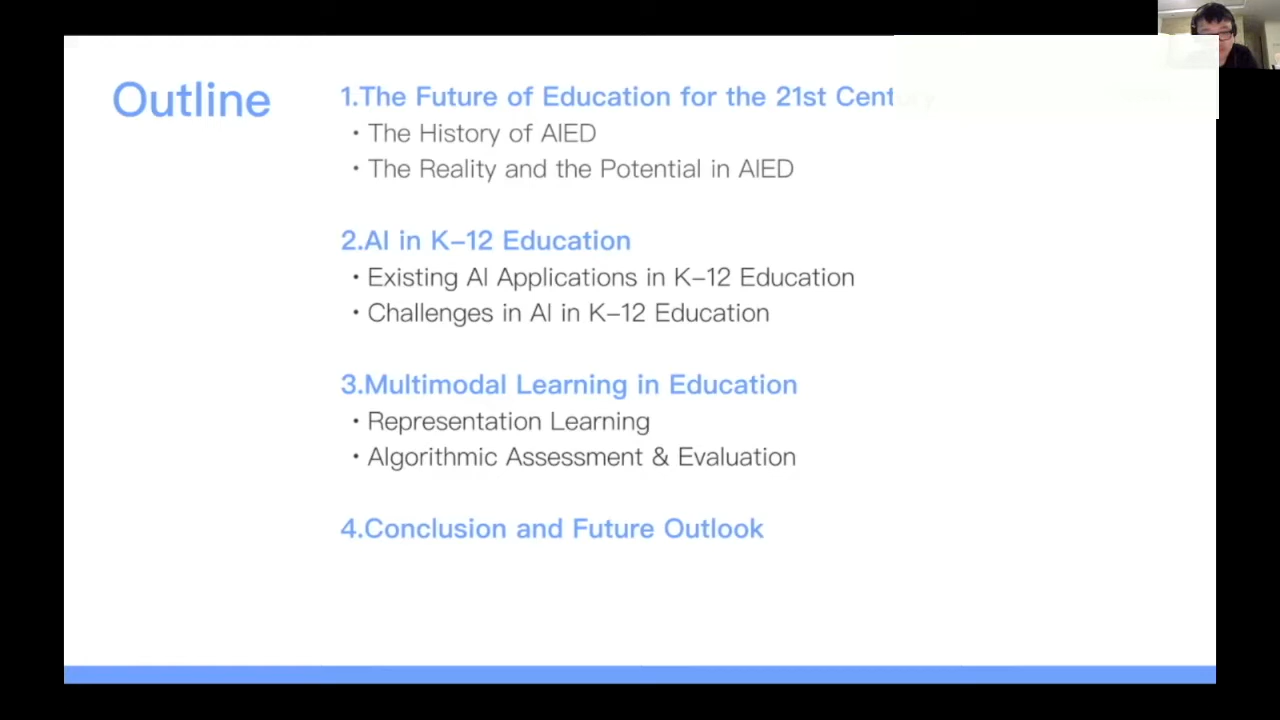 Outline
1.The Future of Education for the 21st Cent
• The History of AIED
• The Reality and the Potential in AIED
2.AI in K–12 Education
• Existing AI Applications in K–12 Education
• Challenges in AI in K–12 Education
3.Multimodal Learning in Education
• Representation Learning
• Algorithmic Assessment & Evaluation
4.Conclusion and Future Outlook